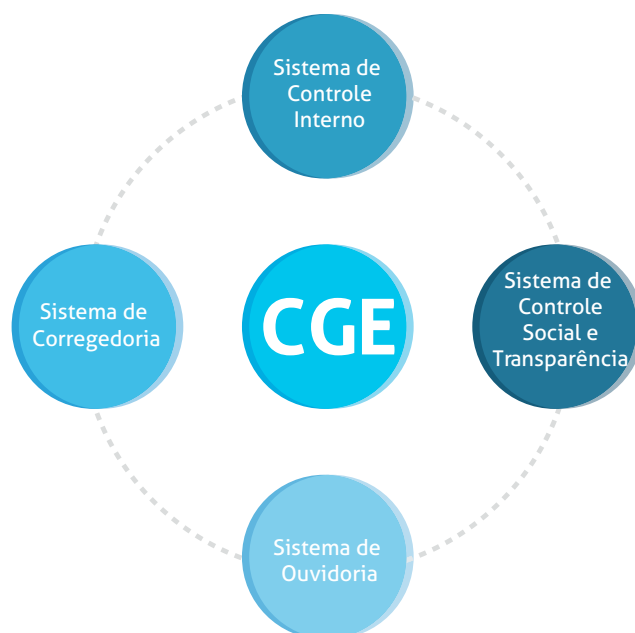 Sistema de
Controle
Interno
Sistema de
Corregedoria
CGE
Sistema de
Controle
Social e
Transparência
Sistema de
Ouvidoria